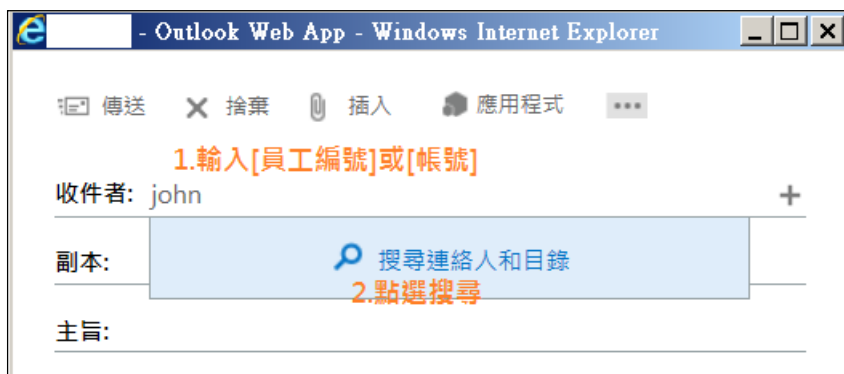 - Outlook Web App - Windows Internet Explorer
傳送 捨棄 插入 應用程式 •••
1.輸入[員工編號]或[帳號]
收件者: john +
搜尋連絡人和目錄
副本:
2.點選搜尋
主旨: